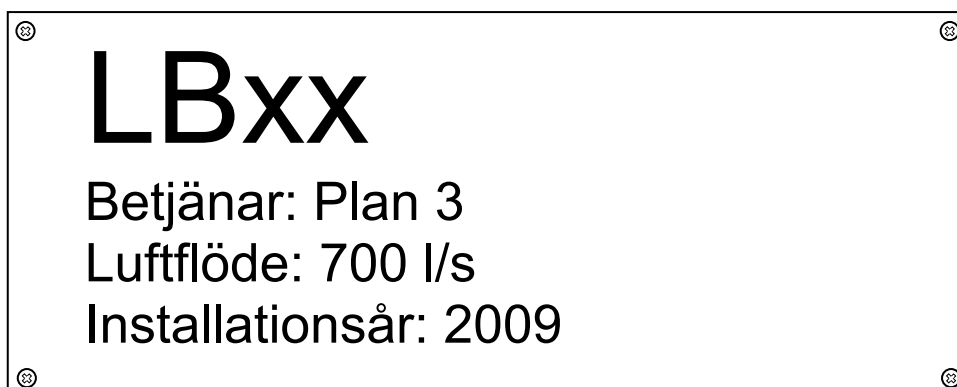 LBxx
Betjänar: Plan 3
Luftflöde: 700 l/s
Installationsår: 2009